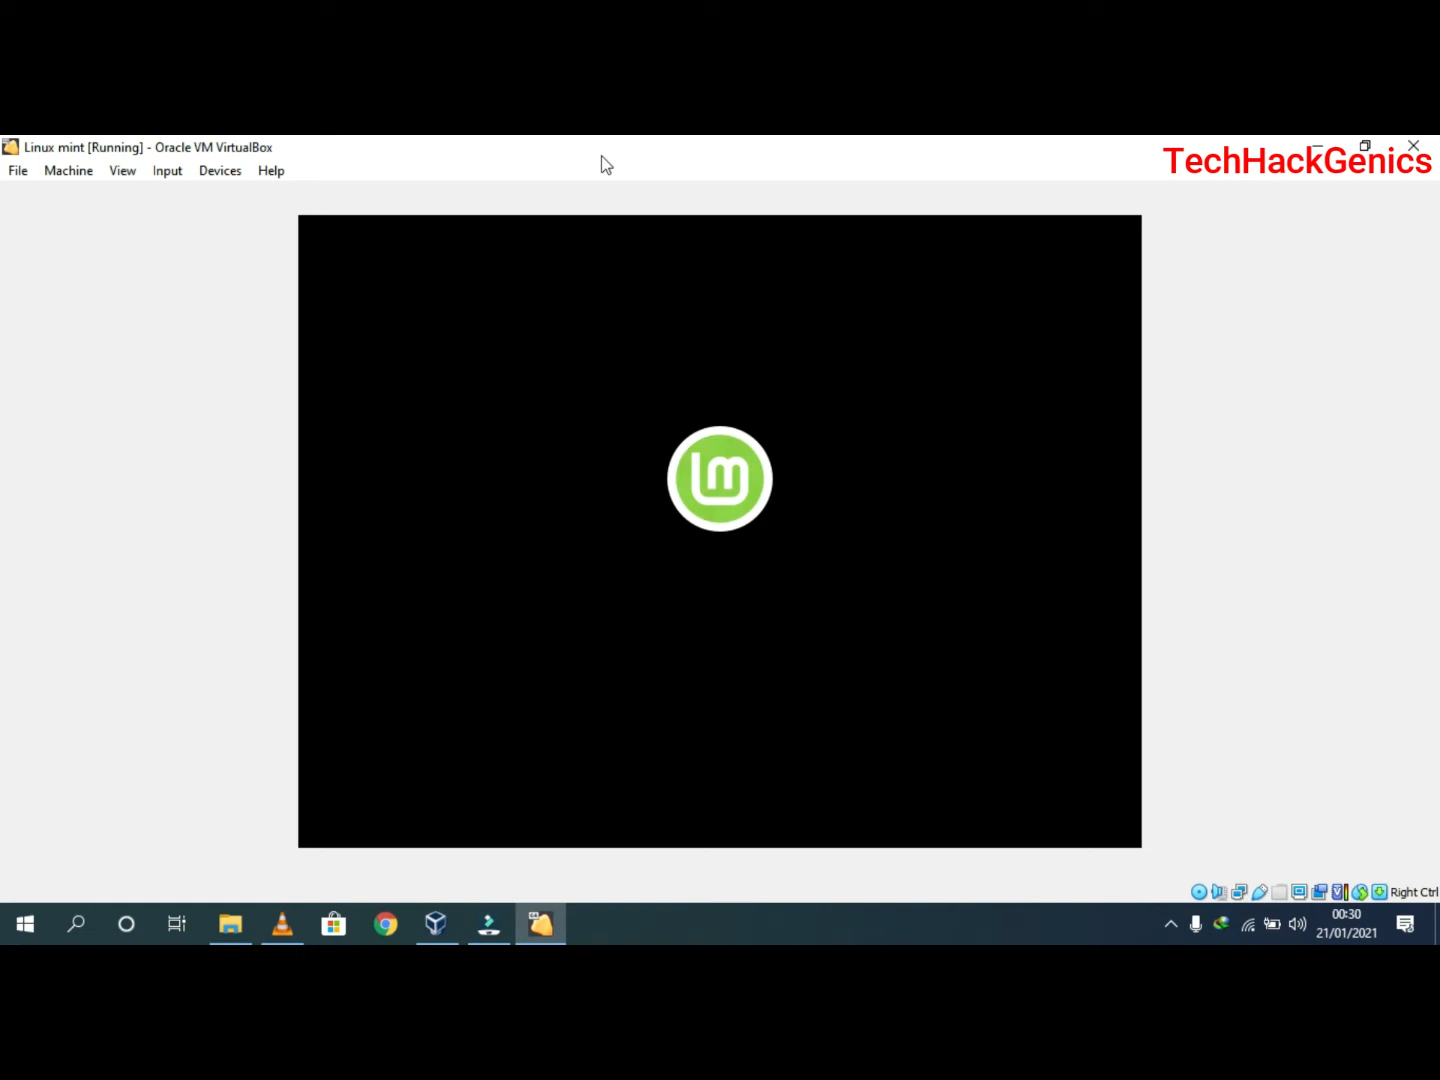 Linux mint [Running] - Oracle VM VirtualBox
TechHackGenics
File Machine View Input Devices Help
lm
Right Ctrl
00:30
21/01/2021